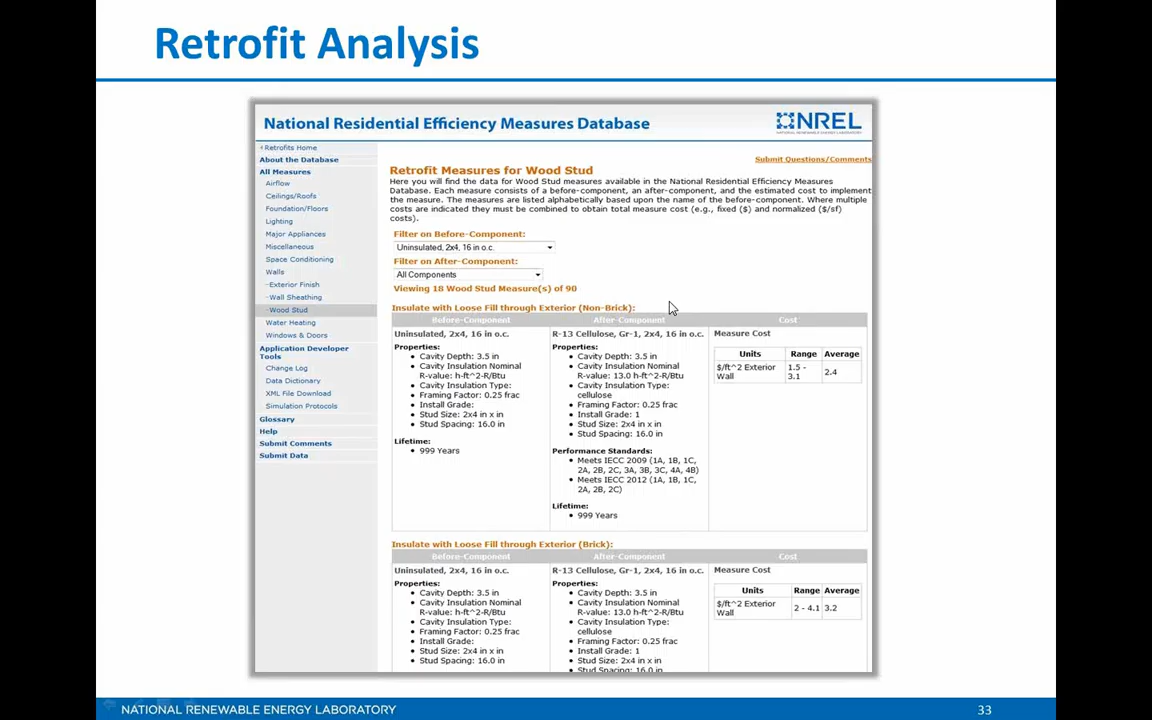 Retrofit Analysis
National Residential Efficiency Measures Database
NREL
Retrofits Home
About the Database
All Measures
Airflow
Ceilings/Roofs
Foundation/Floors
Lighting
Major Appliances
Miscellaneous
Space Conditioning
Walls
-Exterior Finish
-Wall Sheathing
-Wood Stud
Water Heating
Windows & Doors
Application Developer
Tools
Change Log
Data Dictionary
XML File Download
Simulation Protocols
Glossary
Help
Submit Comments
Submit Data
Submit Questions/Comments
Retrofit Measures for Wood Stud
Here you will find the data for Wood Stud measures available in the National Residential Efficiency Measures
Database. Each measure consists of a before-component, an after-component, and the estimated cost to implement
the measure. The measures are listed alphabetically based upon the name of the before-component. Where multiple
costs are indicated they must be combined to obtain total measure cost (e.g., fixed ($) and normalized ($/sf)
costs).
Filter on Before-Component:
Uninsulated, 2x4, 16 in o.c.
Filter on After-Component:
All Components
Viewing 18 Wood Stud Measure(s) of 90
Insulate with Loose Fill through Exterior (Non-Brick):
Before-Component After-Component Cost
Uninsulated, 2x4, 16 in o.c.
Properties:
Cavity Depth: 3.5 in
Cavity Insulation Nominal
R-value: h-ft^2-R/Btu
Cavity Insulation Type:
Framing Factor: 0.25 frac
Install Grade:
Stud Size: 2x4 in x in
Stud Spacing: 16.0 in
Lifetime:
999 Years
R-13 Cellulose, Gr-1, 2x4, 16 in o.c.
Properties:
Cavity Depth: 3.5 in
Cavity Insulation Nominal
R-value: 13.0 h-ft^2-R/Btu
Cavity Insulation Type:
cellulose
Framing Factor: 0.25 frac
Install Grade: 1
Stud Size: 2x4 in x in
Stud Spacing: 16.0 in
Performance Standards:
Meets IECC 2009 (1A, 1B, 1C,
2A, 2B, 2C, 3A, 3B, 3C, 4A, 4B)
Meets IECC 2012 (1A, 1B, 1C,
2A, 2B, 2C)
Lifetime:
999 Years
Measure Cost
Units Range Average
$/ft^2 Exterior
Wall
1.5 -
3.1
2.4
Insulate with Loose Fill through Exterior (Brick):
Before-Component After-Component Cost
Uninsulated, 2x4, 16 in o.c.
Properties:
Cavity Depth: 3.5 in
Cavity Insulation Nominal
R-value: h-ft^2-R/Btu
Cavity Insulation Type:
Framing Factor: 0.25 frac
Install Grade:
Stud Size: 2x4 in x in
Stud Spacing: 16.0 in
R-13 Cellulose, Gr-1, 2x4, 16 in o.c.
Properties:
Cavity Depth: 3.5 in
Cavity Insulation Nominal
R-value: 13.0 h-ft^2-R/Btu
Cavity Insulation Type:
cellulose
Framing Factor: 0.25 frac
Install Grade: 1
Stud Size: 2x4 in x in
Stud Spacing: 16.0 in
Measure Cost
Units Range Average
$/ft^2 Exterior
Wall
2 - 4.1 3.2
NATIONAL RENEWABLE ENERGY LABORATORY
33